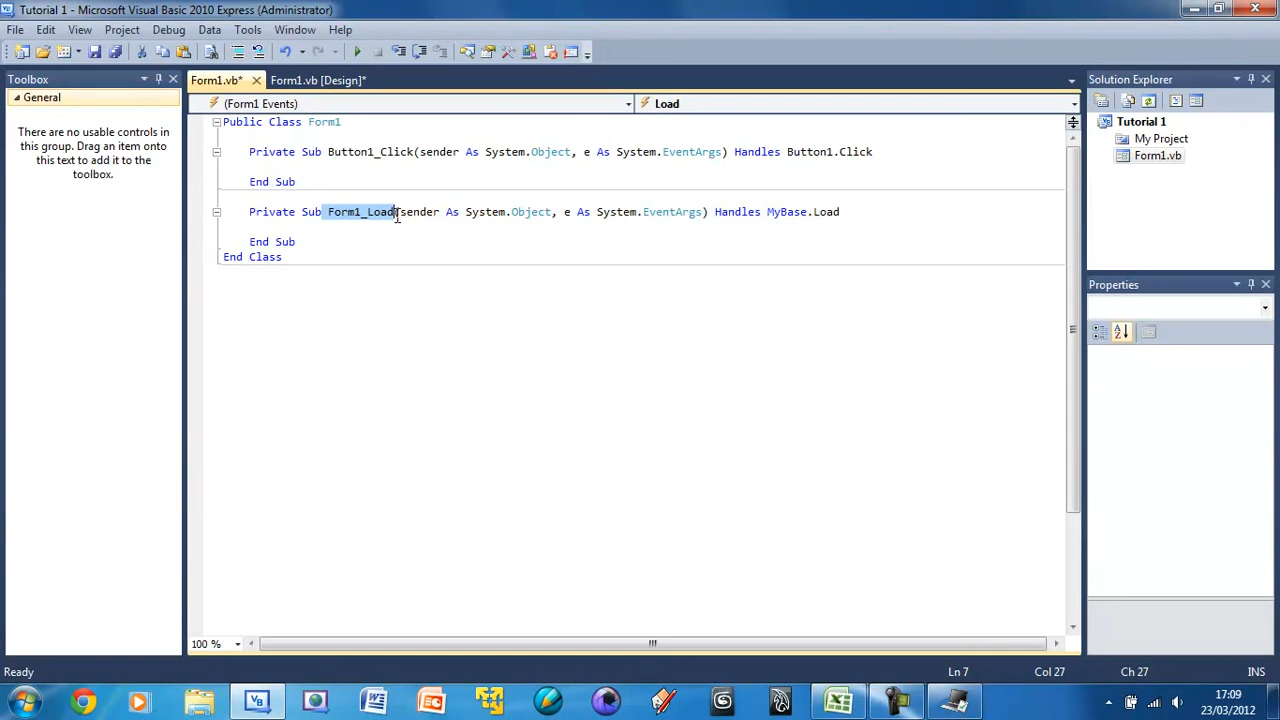 Tutorial 1 - Microsoft Visual Basic 2010 Express (Administrator)
File Edit View Project Debug Data Tools Window Help
Toolbox
General
There are no usable controls in
this group. Drag an item onto
this text to add it to the
toolbox.
Form1.vb* Form1.vb [Design]*
(Form1 Events) Load
Public Class Form1
Private Sub Button1_Click(sender As System.Object, e As System.EventArgs) Handles Button1.Click
End Sub
Private Sub Form1_Load(sender As System.Object, e As System.EventArgs) Handles MyBase.Load
End Sub
End Class
100 %
Solution Explorer
Tutorial 1
My Project
Form1.vb
Properties
Ready Ln 7 Col 27 Ch 27 INS
17:09
23/03/2012